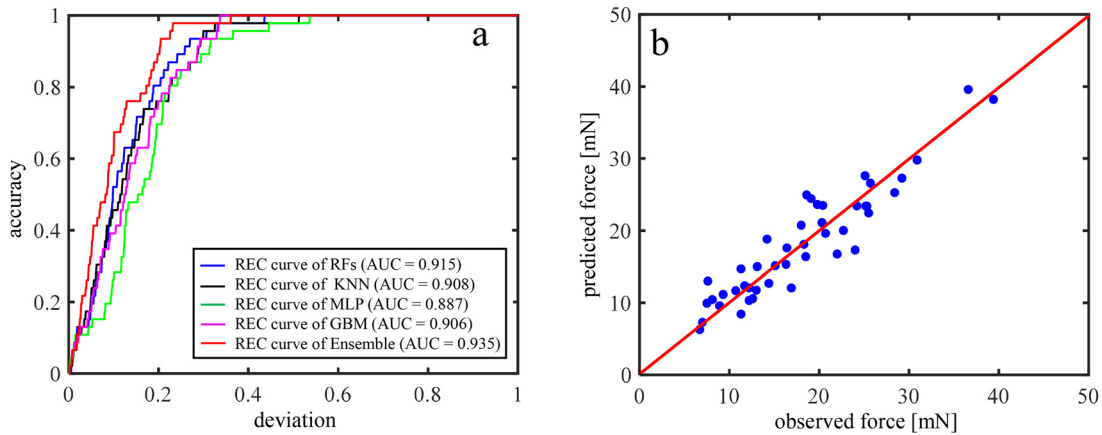 a
1
0.8
0.6
0.4
0.2
0
accuracy
REC curve of RFs (AUC = 0.915)
REC curve of KNN (AUC = 0.908)
REC curve of MLP (AUC = 0.887)
REC curve of GBM (AUC = 0.906)
REC curve of Ensemble (AUC = 0.935)
0 0.2 0.4 0.6 0.8 1
deviation
b
50
40
30
20
10
0
predicted force [mN]
0 10 20 30 40 50
observed force [mN]